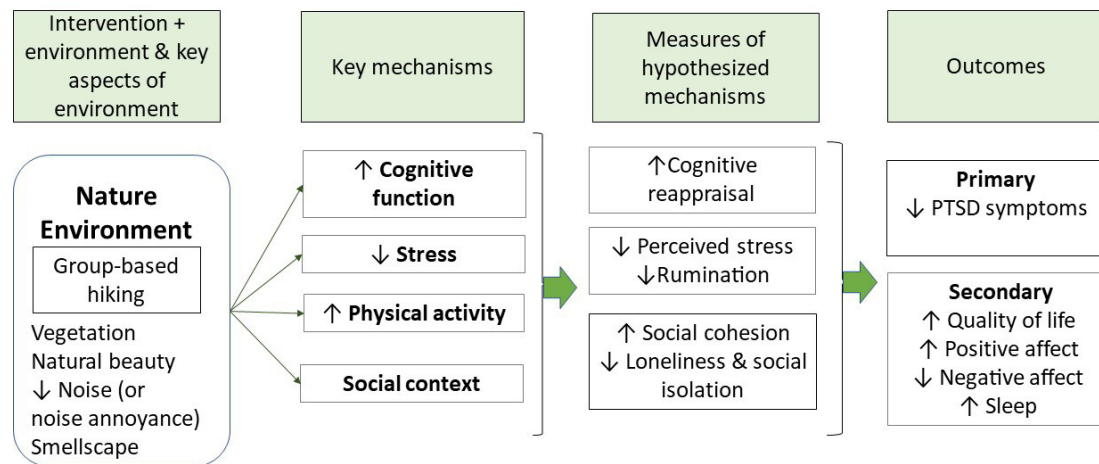 Intervention +
environment & key
aspects of
environment
Key mechanisms
Measures of
hypothesized
mechanisms
Outcomes
Nature
Environment
Group-based
hiking
Vegetation
Natural beauty
↓ Noise (or
noise annoyance)
Smellscape
↑ Cognitive
function
↓ Stress
↑ Physical activity
Social context
↑Cognitive
reappraisal
↓ Perceived stress
↓Rumination
↑ Social cohesion
↓ Loneliness & social
isolation
Primary
↓ PTSD symptoms
Secondary
↑ Quality of life
↑ Positive affect
↓ Negative affect
↑ Sleep